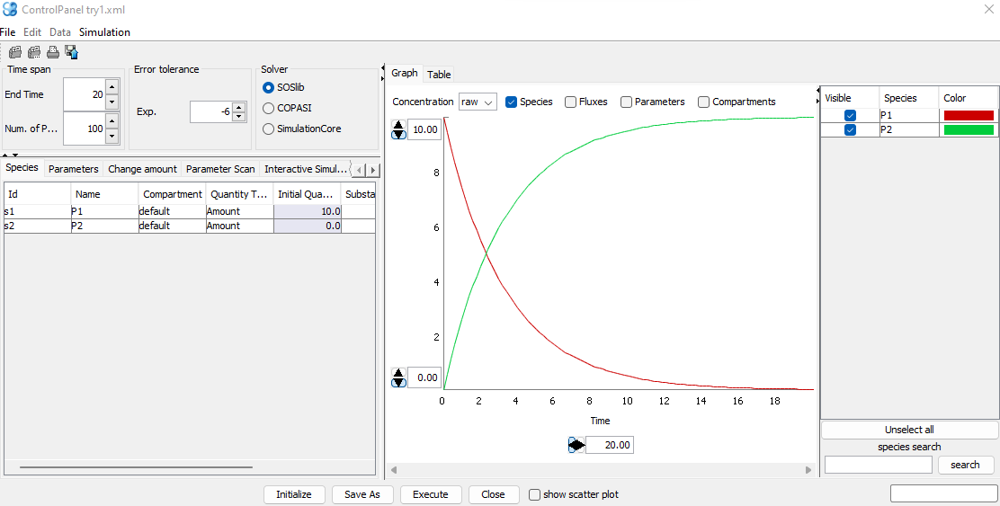 ControlPanel try1.xml
File Edit Data Simulation
Time span
End Time 20
Num. of P... 100
Error tolerance
Exp. -6
Solver
SOSlib
COPASI
SimulationCore
Species Parameters Change amount Parameter Scan Interactive Simul...
Id Name Compartment Quantity T... Initial Qua... Substa
s1 P1 default Amount 10.0
s2 P2 default Amount 0.0
Graph Table
Concentration raw Species Fluxes Parameters Compartments
10.00
8
6
4
2
0.00
0 2 4 6 8 10 12 14 16 18
Time
20.00
Visible Species Color
P1
P2
Unselect all
species search
search
Initialize Save As Execute Close show scatter plot